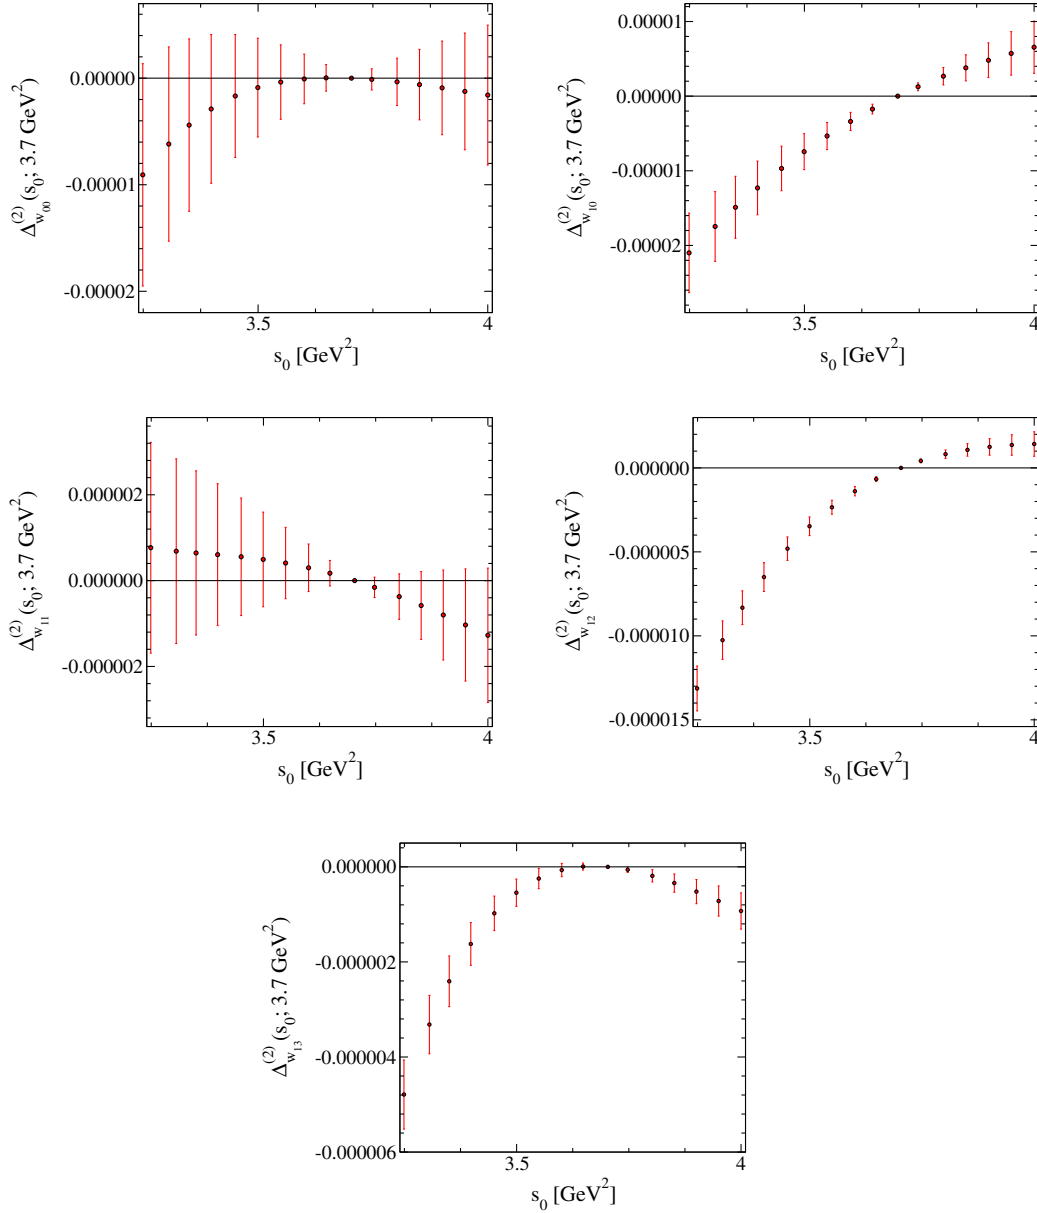 0.00000
-0.00001
-0.00002
3.5
4
s_0 [GeV^2]
Δ^{(2)}_{w_{00}}(s_0; 3.7 GeV^2)
0.00001
0.00000
-0.00001
-0.00002
3.5
4
s_0 [GeV^2]
Δ^{(2)}_{w_{10}}(s_0; 3.7 GeV^2)
0.000002
0.000000
-0.000002
3.5
4
s_0 [GeV^2]
Δ^{(2)}_{w_{11}}(s_0; 3.7 GeV^2)
0.000000
-0.000005
-0.000010
-0.000015
3.5
4
s_0 [GeV^2]
Δ^{(2)}_{w_{12}}(s_0; 3.7 GeV^2)
0.000000
-0.000002
-0.000004
-0.000006
3.5
4
s_0 [GeV^2]
Δ^{(2)}_{w_{13}}(s_0; 3.7 GeV^2)